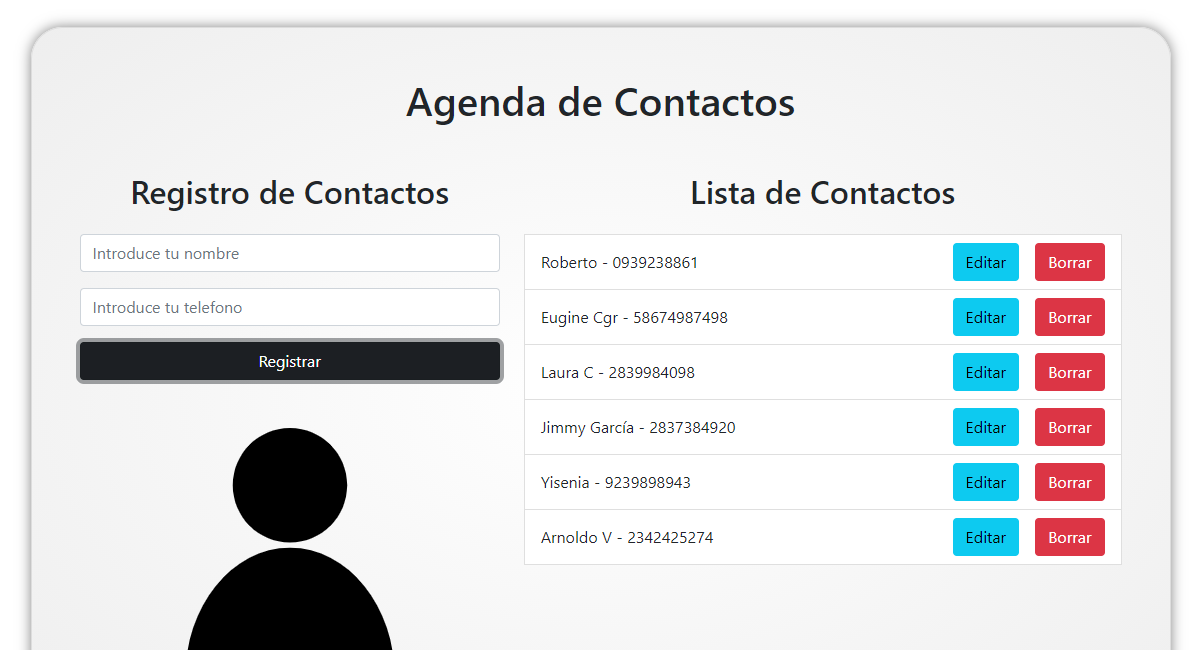 Agenda de Contactos
Registro de Contactos
Introduce tu nombre
Introduce tu telefono
Registrar
Lista de Contactos
Roberto - 0939238861 Editar Borrar
Eugine Cgr - 58674987498 Editar Borrar
Laura C - 2839984098 Editar Borrar
Jimmy García - 2837384920 Editar Borrar
Yisenia - 9239898943 Editar Borrar
Arnoldo V - 2342425274 Editar Borrar